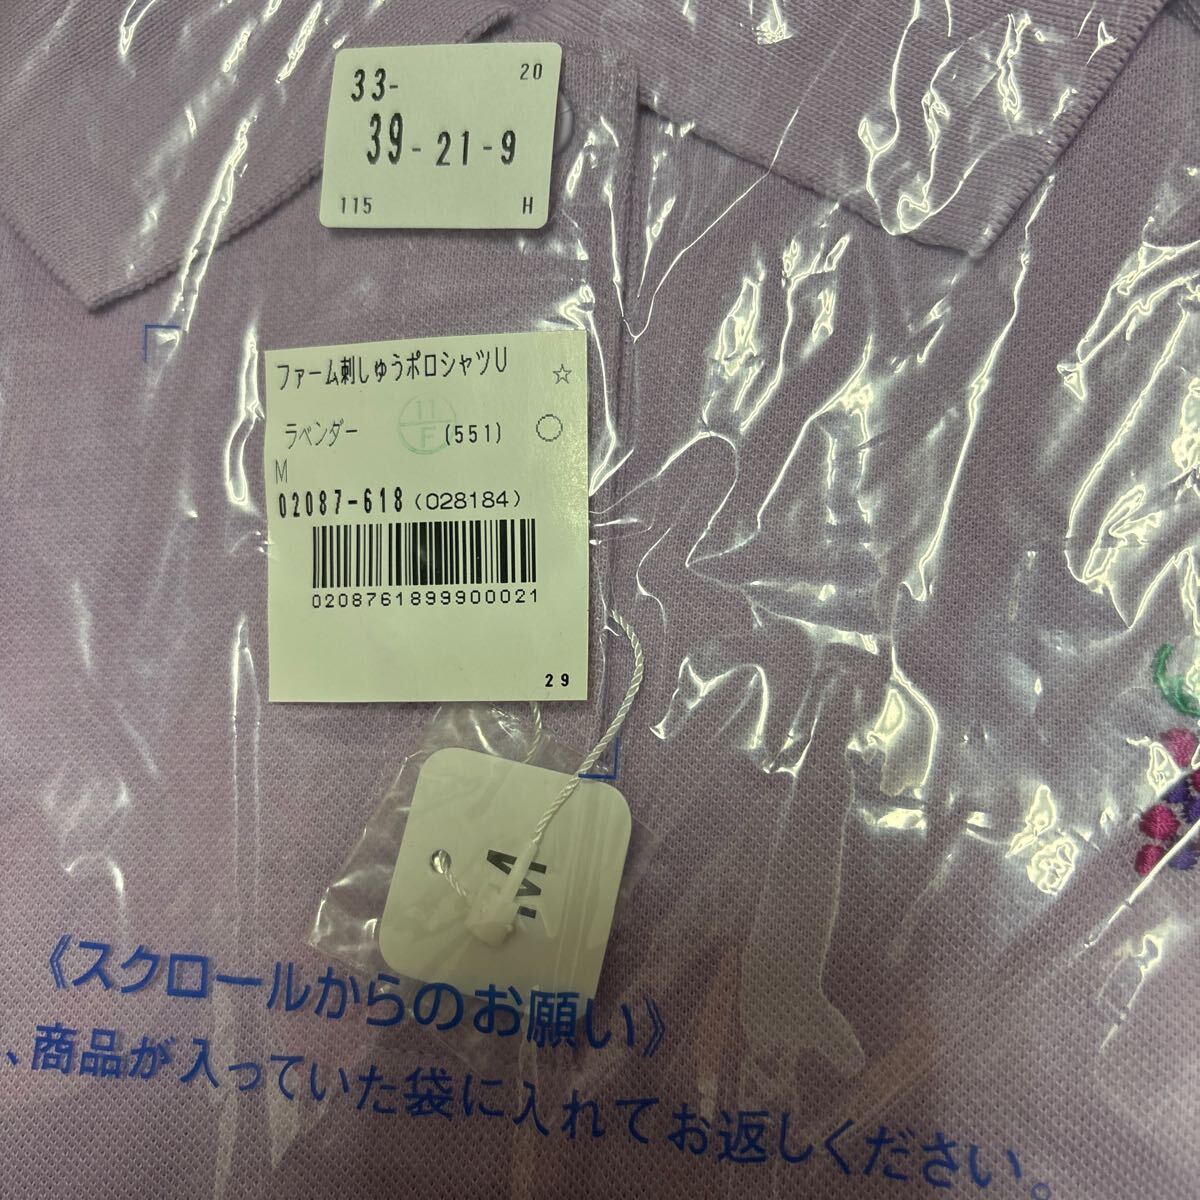 33- 20
39-21-9
115 H
ファーム刺しゅうポロシャツU ☆
ラベンダー 11 F (551) ○
M
02087-618(028184)
0208761899900021
29
M
《スクロールからのお願い》
、商品が入っていた袋に入れてお返しください。